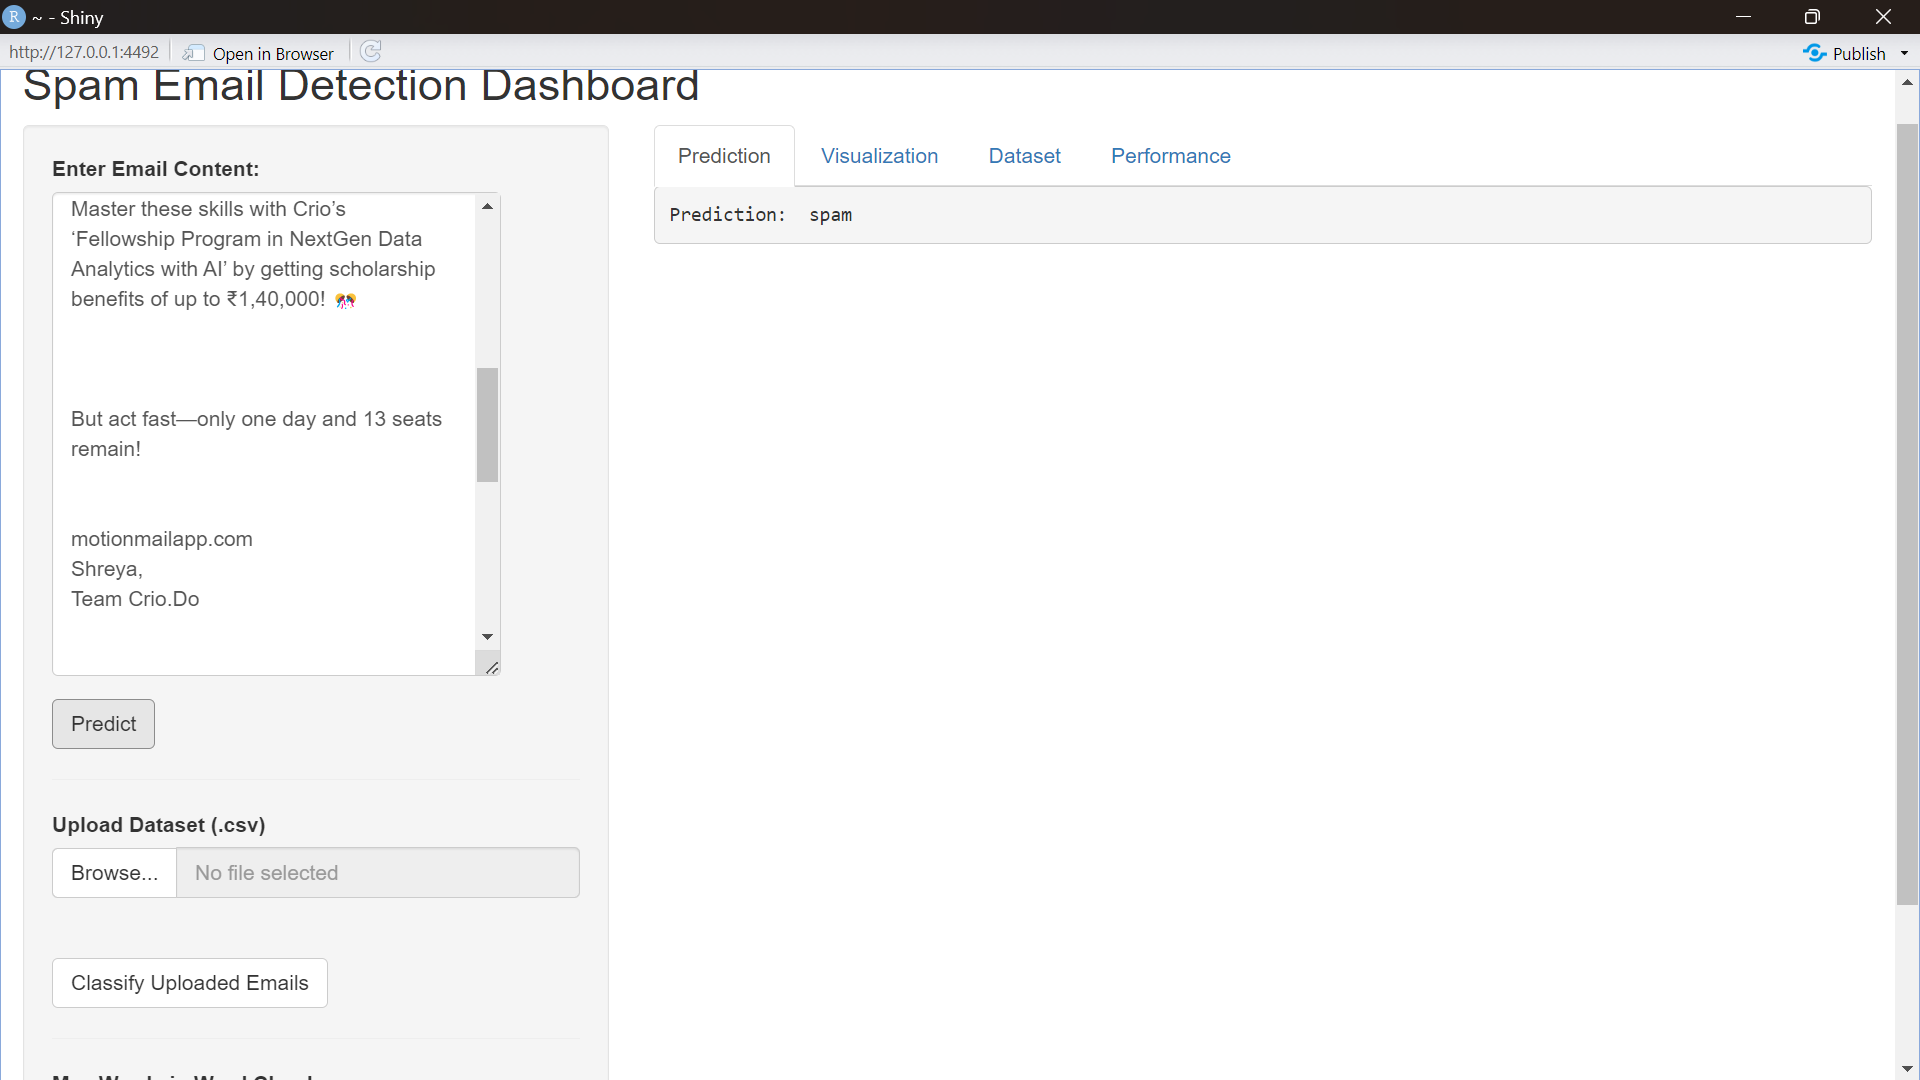 R ~ - Shiny
http://127.0.0.1:4492 Open in Browser Publish
Spam Email Detection Dashboard
Enter Email Content:
Master these skills with Crio’s
‘Fellowship Program in NextGen Data
Analytics with AI’ by getting scholarship
benefits of up to ₹1,40,000! 🎊
But act fast—only one day and 13 seats
remain!
motionmailapp.com
Shreya,
Team Crio.Do
Predict
Upload Dataset (.csv)
Browse... No file selected
Classify Uploaded Emails
Prediction Visualization Dataset Performance
Prediction: spam